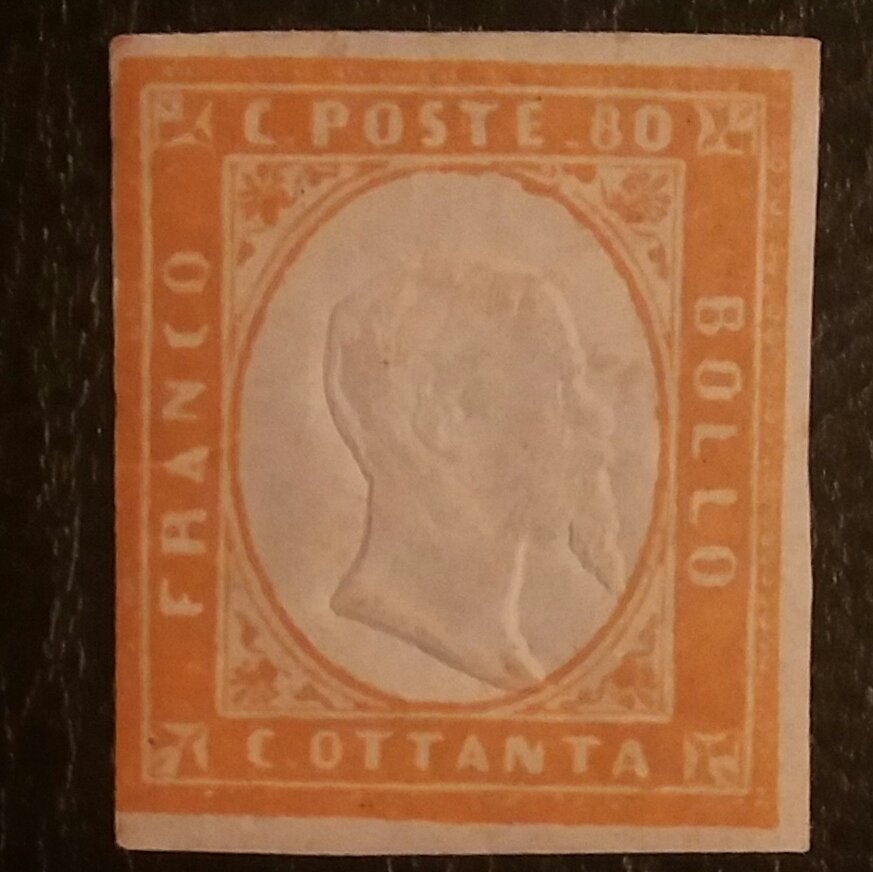 C. POSTE .80
FRANCO
BOLLO
C. OTTANTA